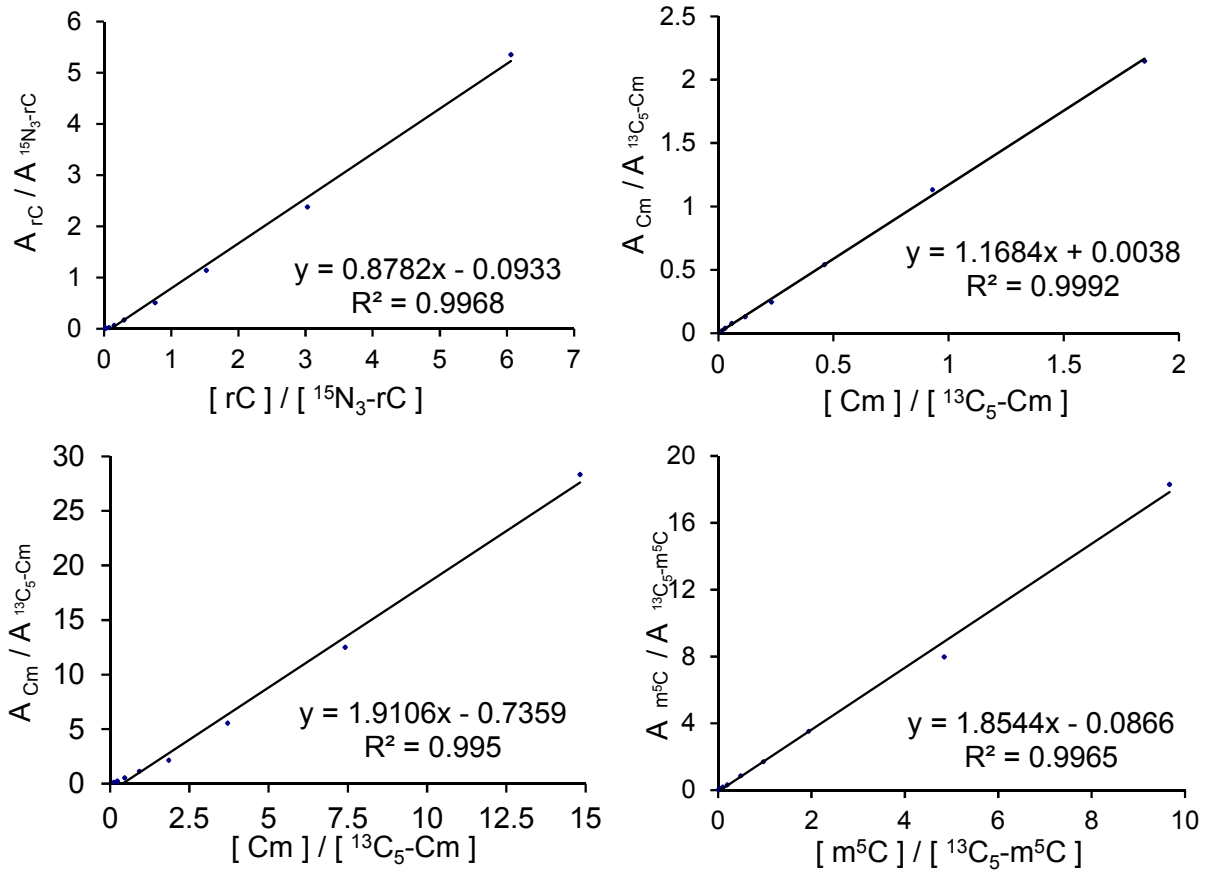 6
5
4
3
2
1
0
0 1 2 3 4 5 6 7
A rC / A ¹⁵N₃-rC
y = 0.8782x - 0.0933
R² = 0.9968
[ rC ] / [ ¹⁵N₃-rC ]
2.5
2
1.5
1
0.5
0
0 0.5 1 1.5 2
A Cm / A ¹³C₅-Cm
y = 1.1684x + 0.0038
R² = 0.9992
[ Cm ] / [ ¹³C₅-Cm ]
30
25
20
15
10
5
0
0 2.5 5 7.5 10 12.5 15
A Cm / A ¹³C₅-Cm
y = 1.9106x - 0.7359
R² = 0.995
[ Cm ] / [ ¹³C₅-Cm ]
20
16
12
8
4
0
0 2 4 6 8 10
A m⁵C / A ¹³C₅-m⁵C
y = 1.8544x - 0.0866
R² = 0.9965
[ m⁵C ] / [ ¹³C₅-m⁵C ]